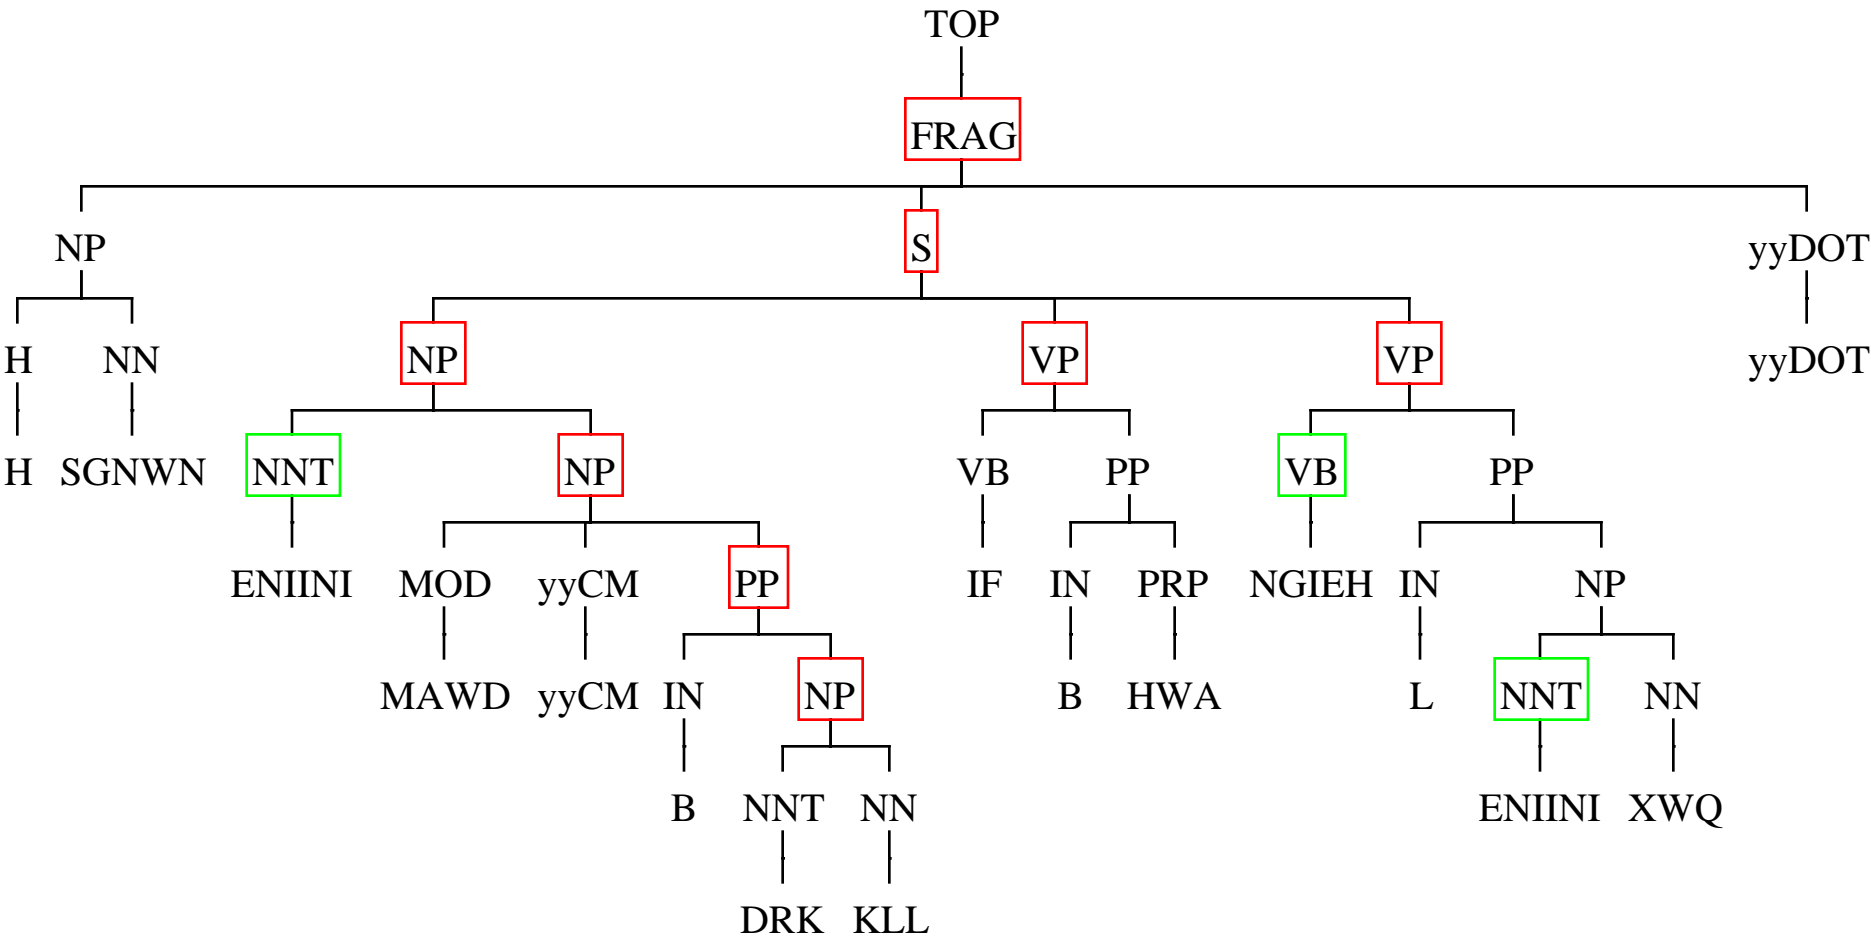 TOP
FRAG
NP S yyDOT
H NN NP VP VP yyDOT
H SGNWN NNT NP VB PP VB PP
ENIINI MOD yyCM PP IF IN PRP NGIEH IN NP
MAWD yyCM IN NP B HWA L NNT NN
B NNT NN ENIINI XWQ
DRK KLL